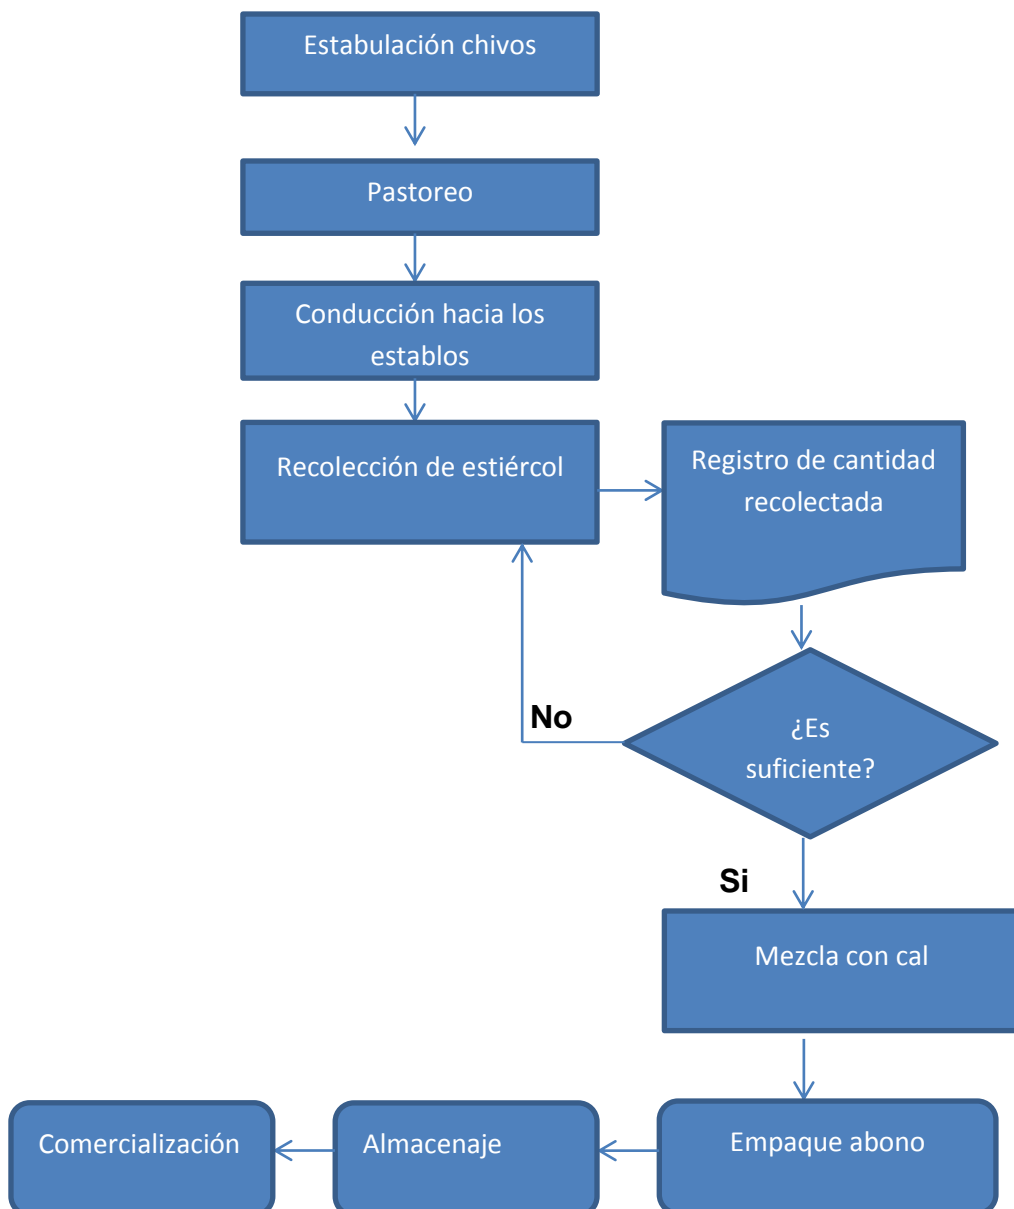 Estabulación chivos
Pastoreo
Conducción hacia los
establos
Recolección de estiércol
Registro de cantidad
recolectada
¿Es
suficiente?
No
Si
Mezcla con cal
Empaque abono
Almacenaje
Comercialización